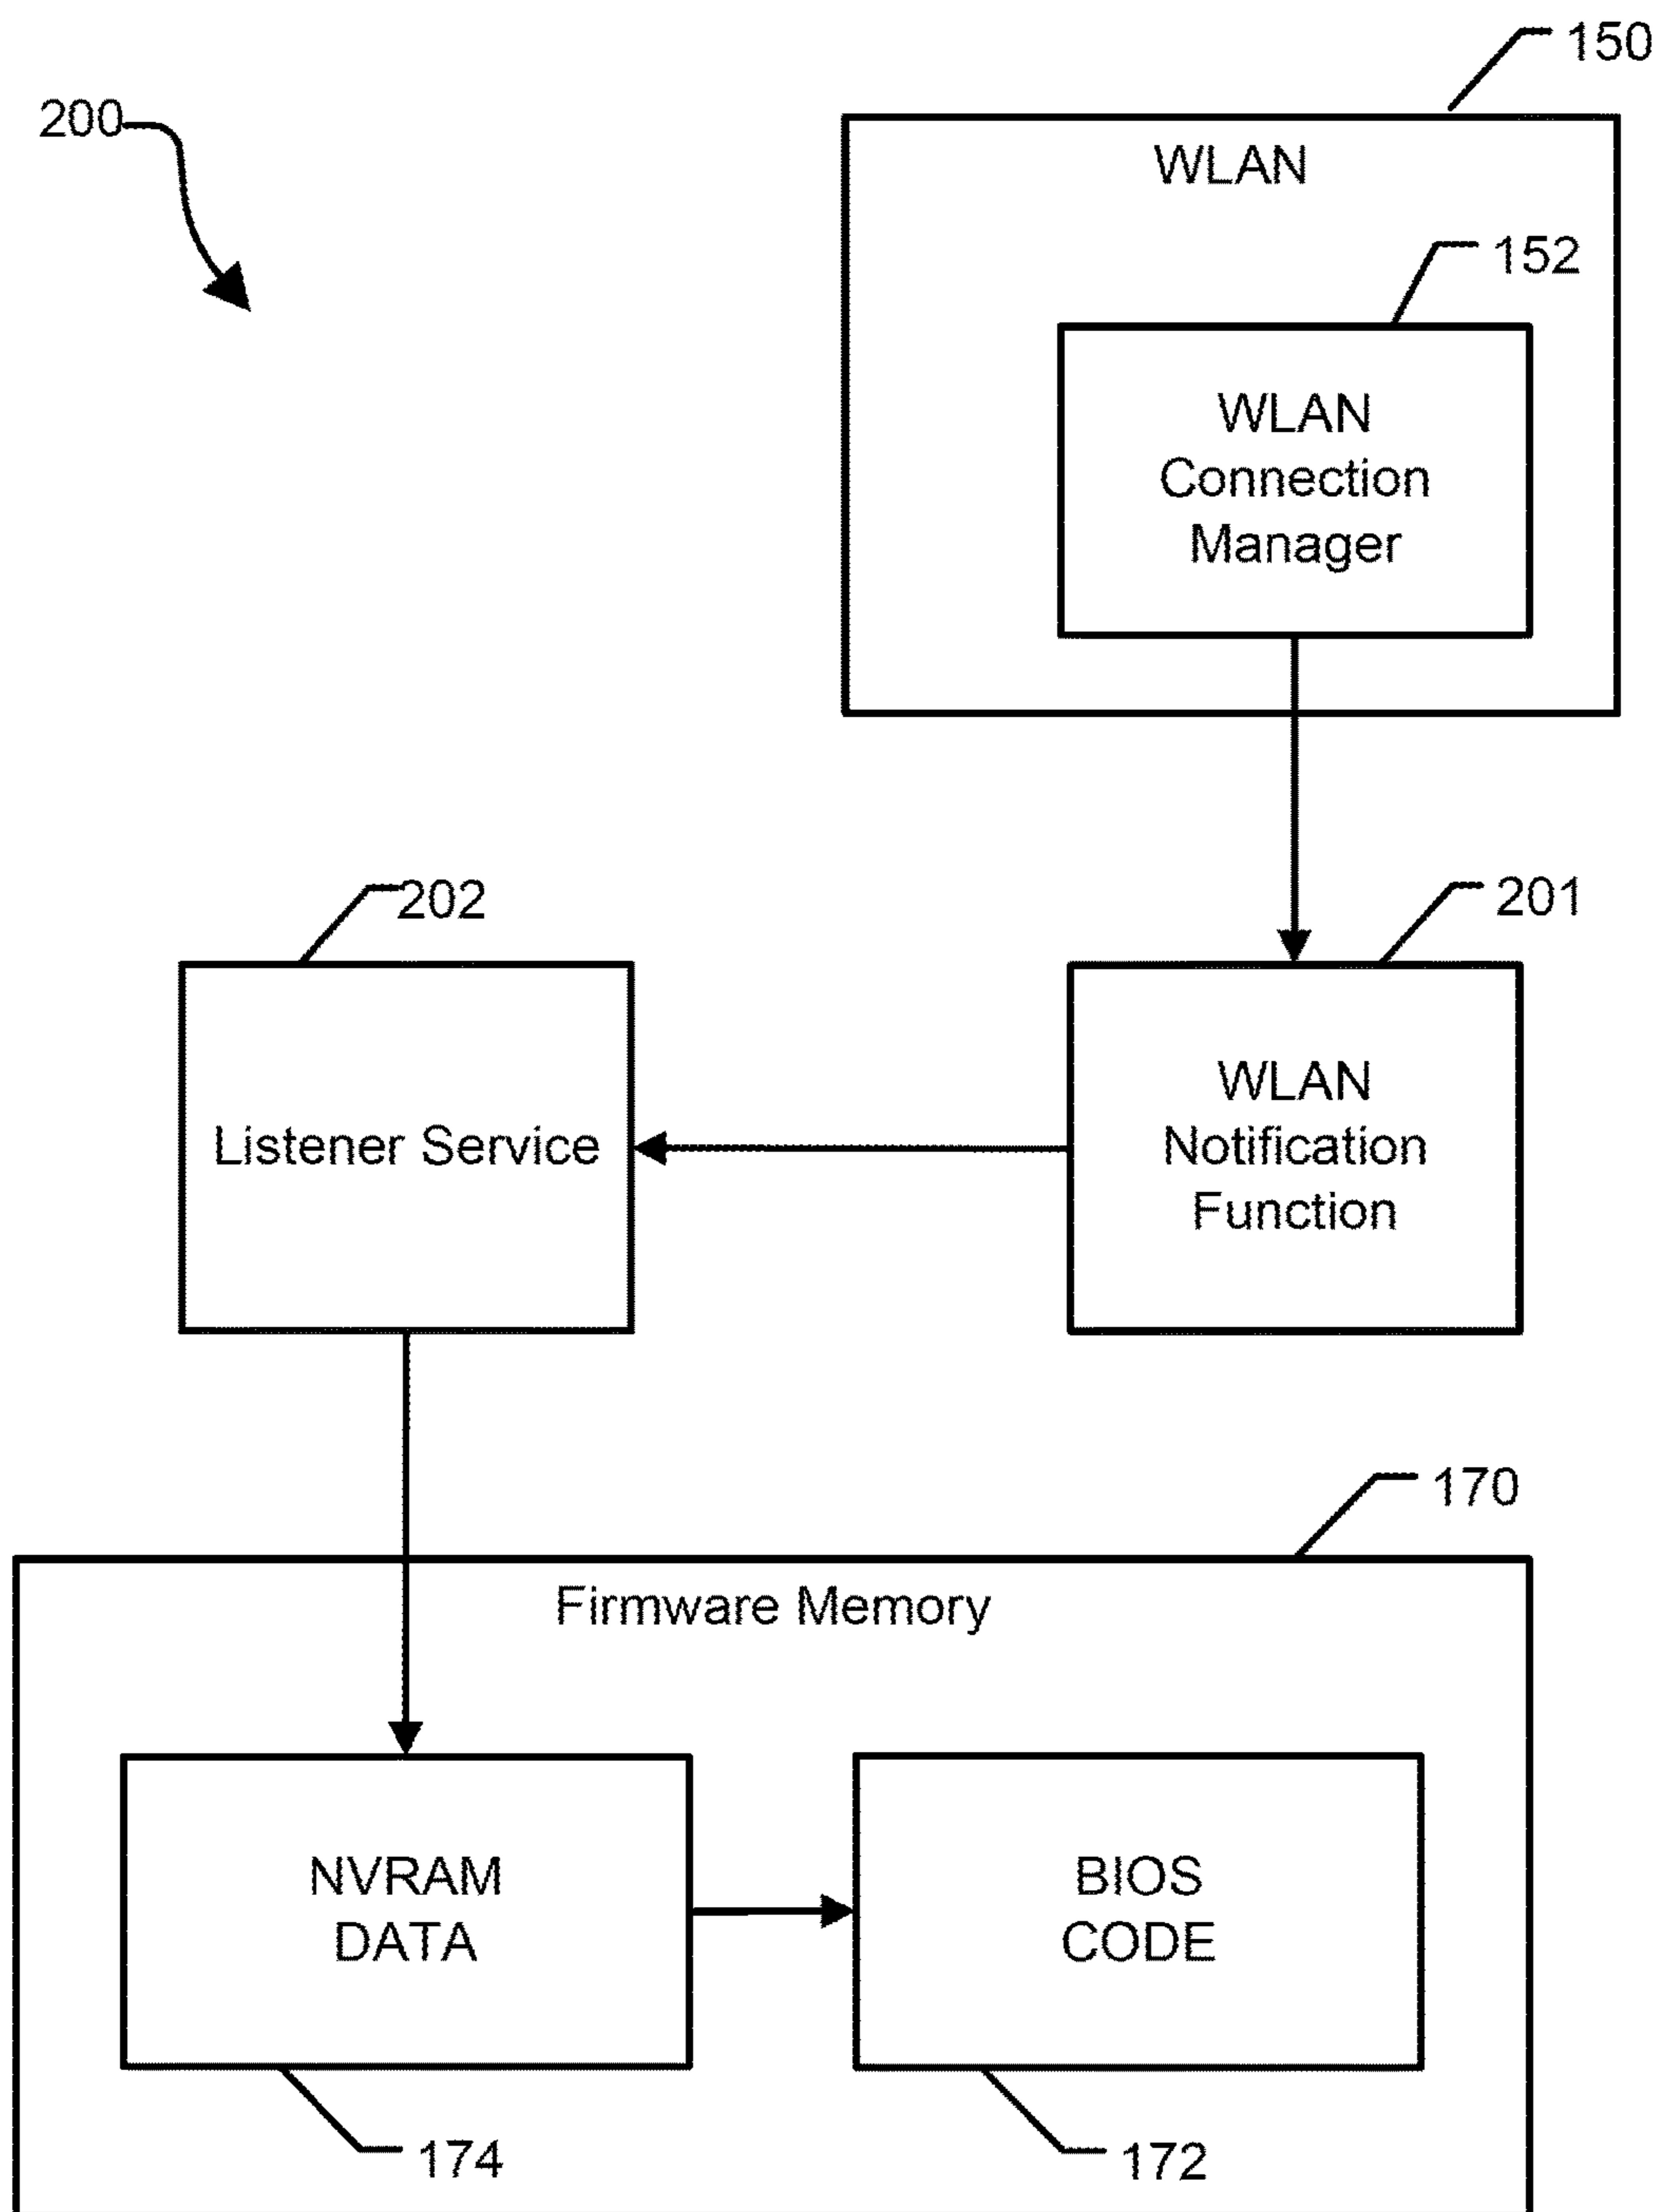 150
200
WLAN
152
WLAN
Connection
Manager
202
201
Listener Service
WLAN
Notification
Function
170
Firmware Memory
NVRAM
DATA
BIOS
CODE
174
172